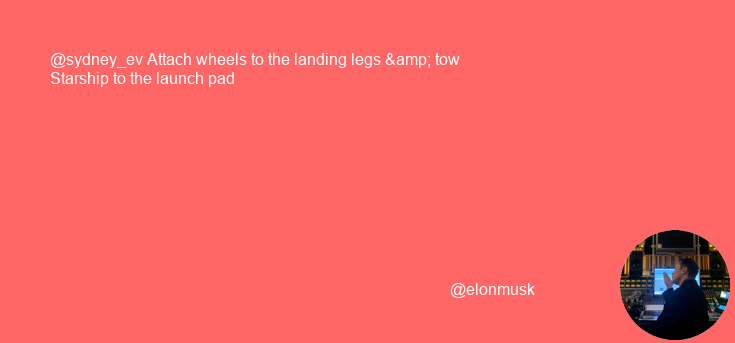 @sydney_ev Attach wheels to the landing legs &amp; tow
Starship to the launch pad
@elonmusk